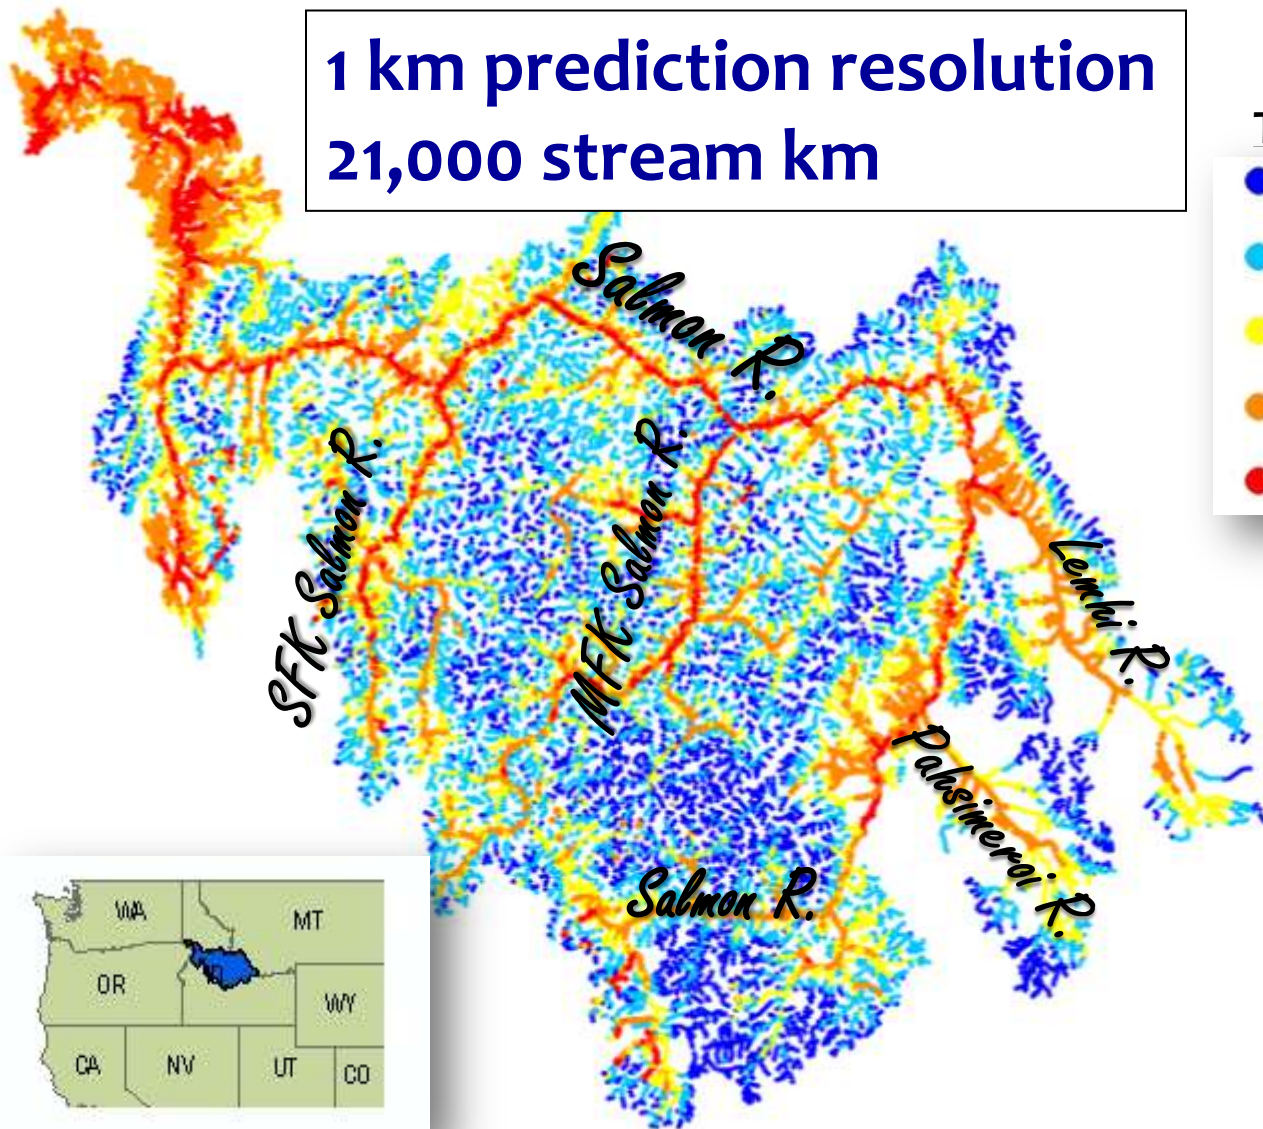 1 km prediction resolution
21,000 stream km
Salmon R.
SFK Salmon R.
MFK Salmon R.
Lemhi R.
Pahsimeroi R.
Salmon R.
WA
MT
OR
WY
CA
NV
UT
CO